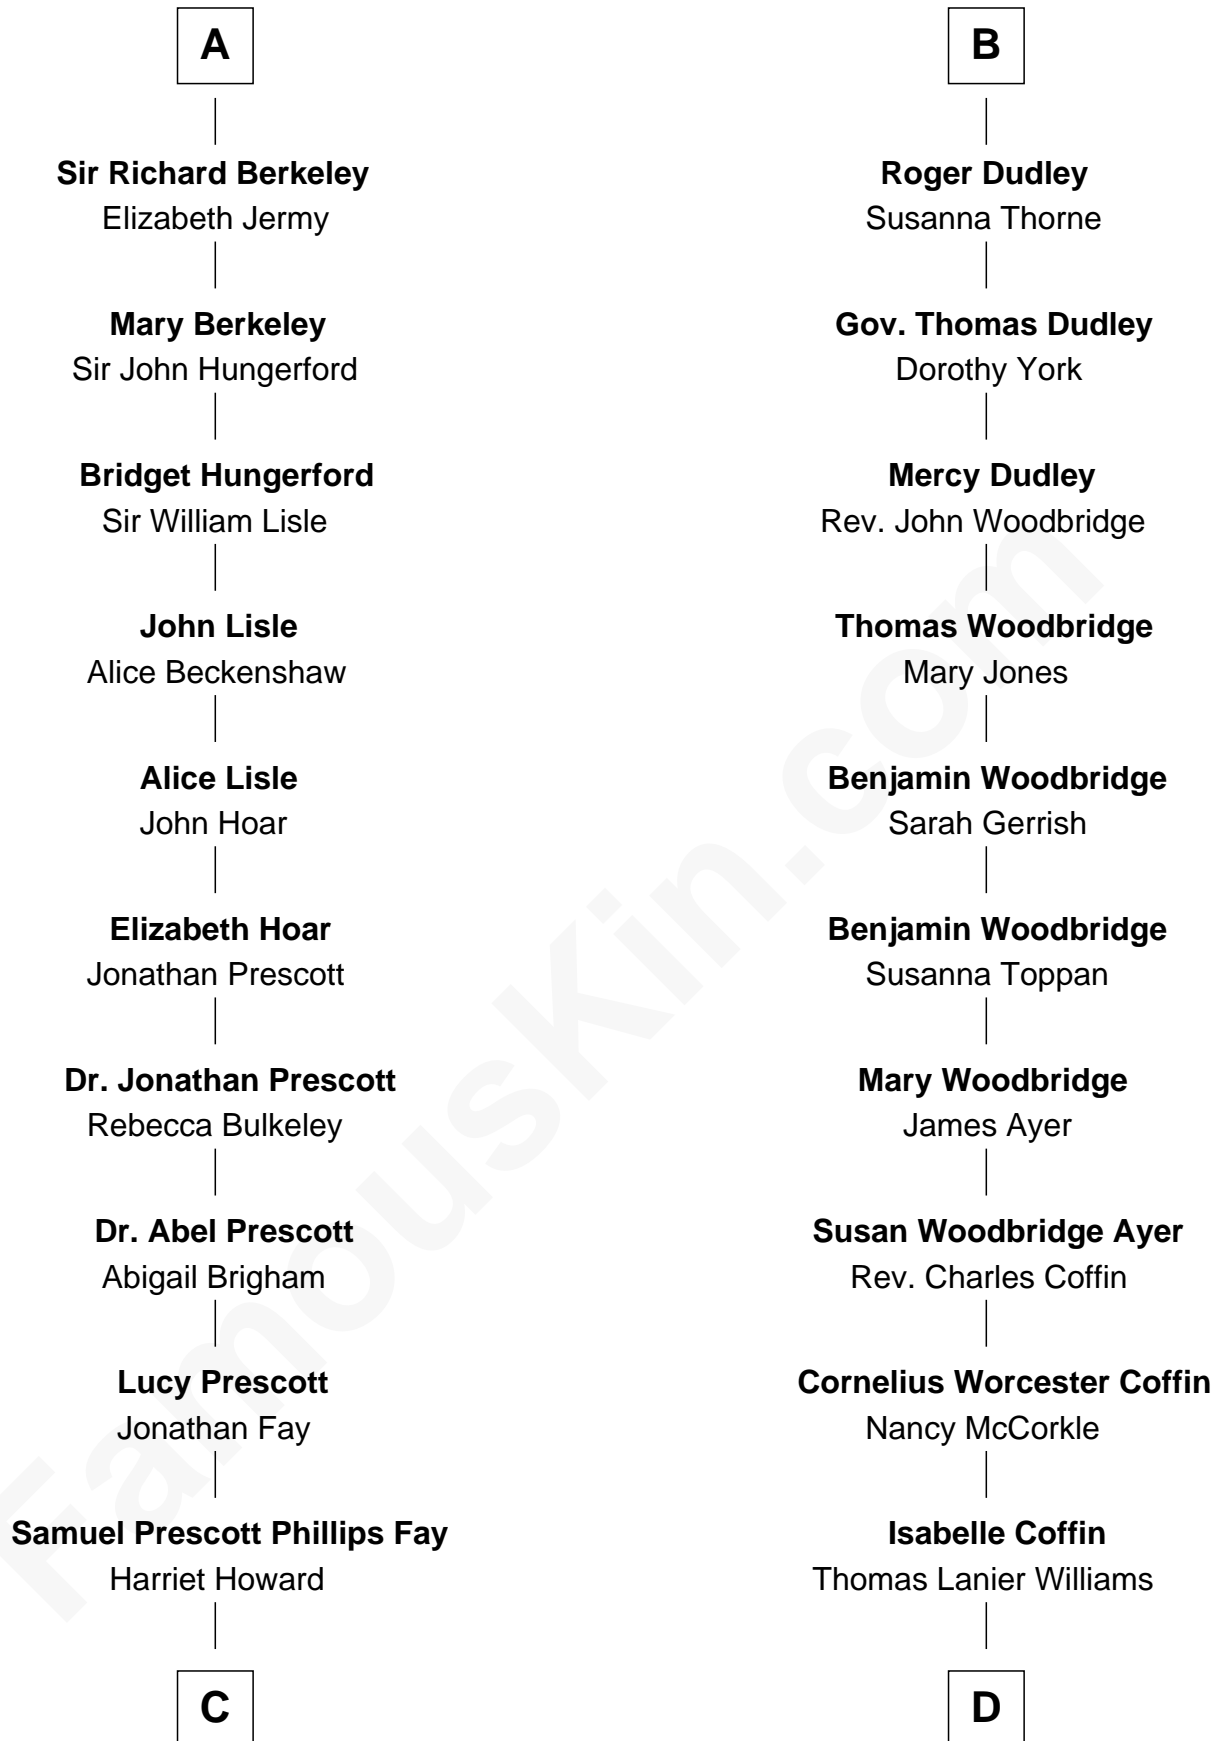 A
Sir Richard Berkeley
Elizabeth Jermy
Mary Berkeley
Sir John Hungerford
Bridget Hungerford
Sir William Lisle
John Lisle
Alice Beckenshaw
Alice Lisle
John Hoar
Elizabeth Hoar
Jonathan Prescott
Dr. Jonathan Prescott
Rebecca Bulkeley
Dr. Abel Prescott
Abigail Brigham
Lucy Prescott
Jonathan Fay
Samuel Prescott Phillips Fay
Harriet Howard
C
B
Roger Dudley
Susanna Thorne
Gov. Thomas Dudley
Dorothy York
Mercy Dudley
Rev. John Woodbridge
Thomas Woodbridge
Mary Jones
Benjamin Woodbridge
Sarah Gerrish
Benjamin Woodbridge
Susanna Toppan
Mary Woodbridge
James Ayer
Susan Woodbridge Ayer
Rev. Charles Coffin
Cornelius Worcester Coffin
Nancy McCorkle
Isabelle Coffin
Thomas Lanier Williams
D
FamousKin.com